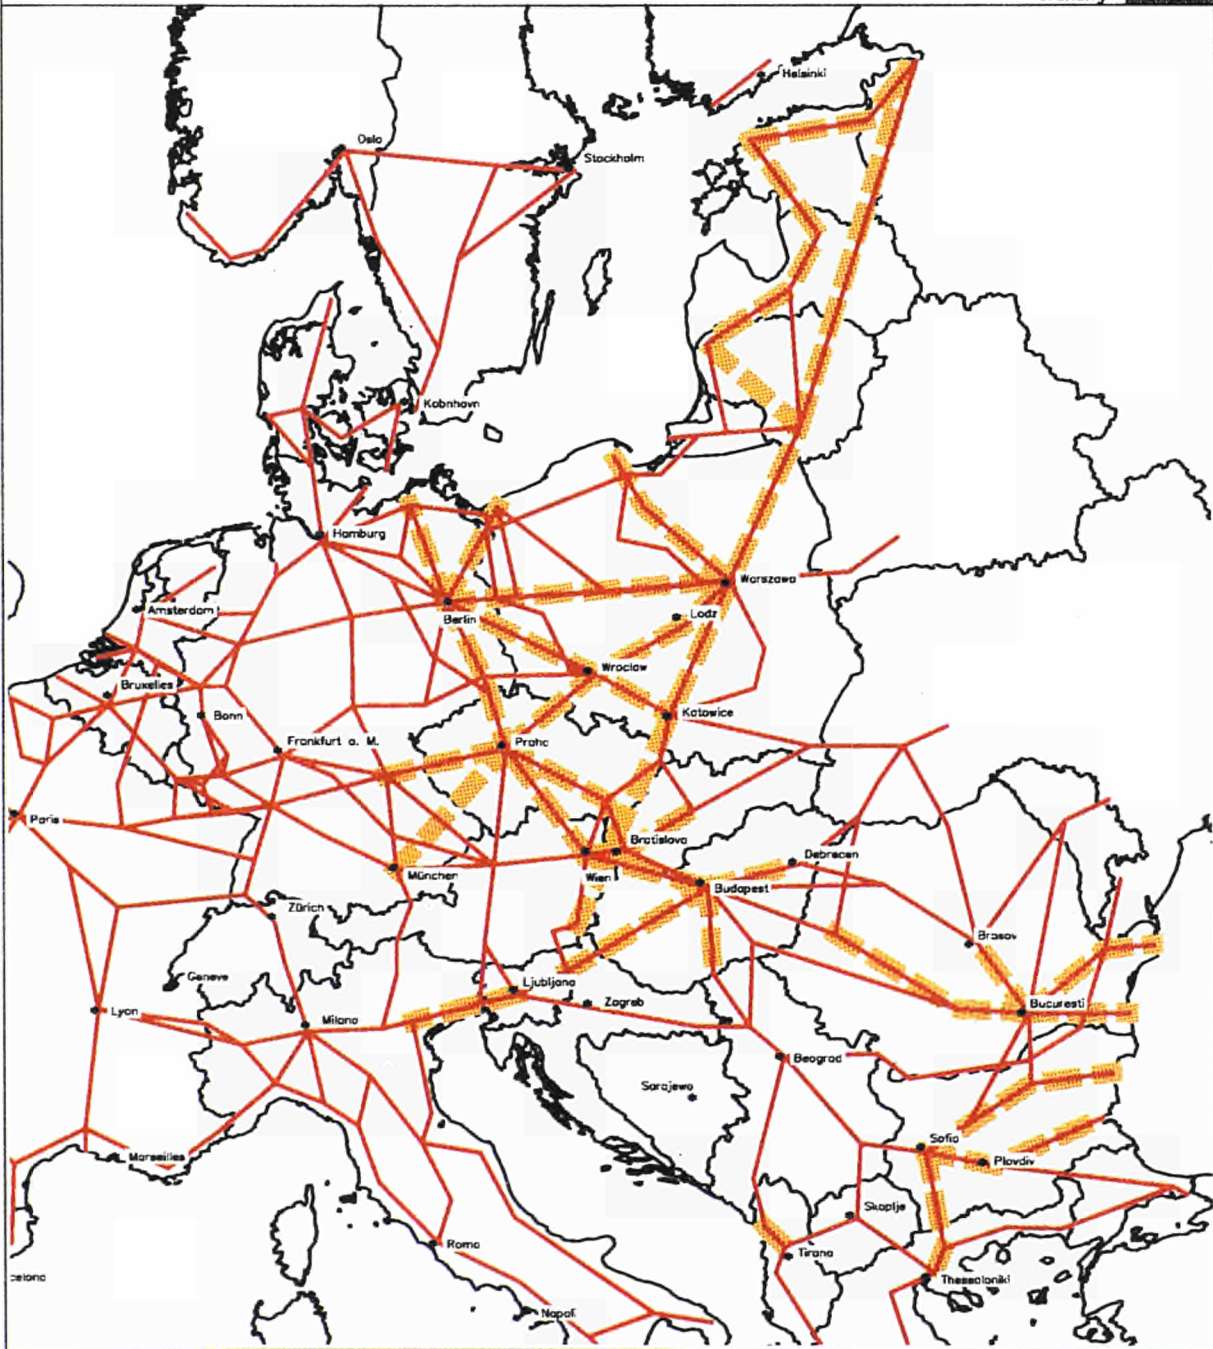 Helsinki
Oslo
Stockholm
Kobnhavn
Hamburg
Warszawa
Amsterdam
Berlin
Lodz
Wroclaw
Bruxelles
Bonn
Katowice
Frankfurt a. M.
Praha
Paris
Bratislava
Debrecen
München
Wien
Budapest
Zürich
Brasov
Geneve
Ljubljana
Zagreb
Bucuresti
Lyon
Milano
Beograd
Sarajewo
Sofia
Marseilles
Plovdiv
Skoplje
Roma
Tirana
celona
Thessaloniki
Napoli